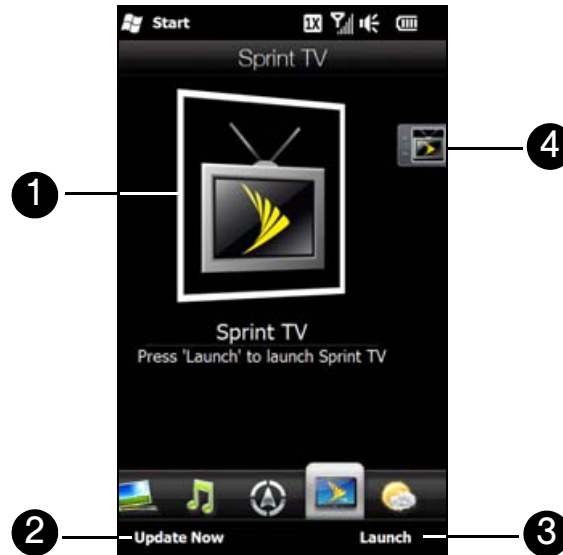 Start 1X
Sprint TV
1
4
Sprint TV
Press 'Launch' to launch Sprint TV
2
Update Now Launch
3